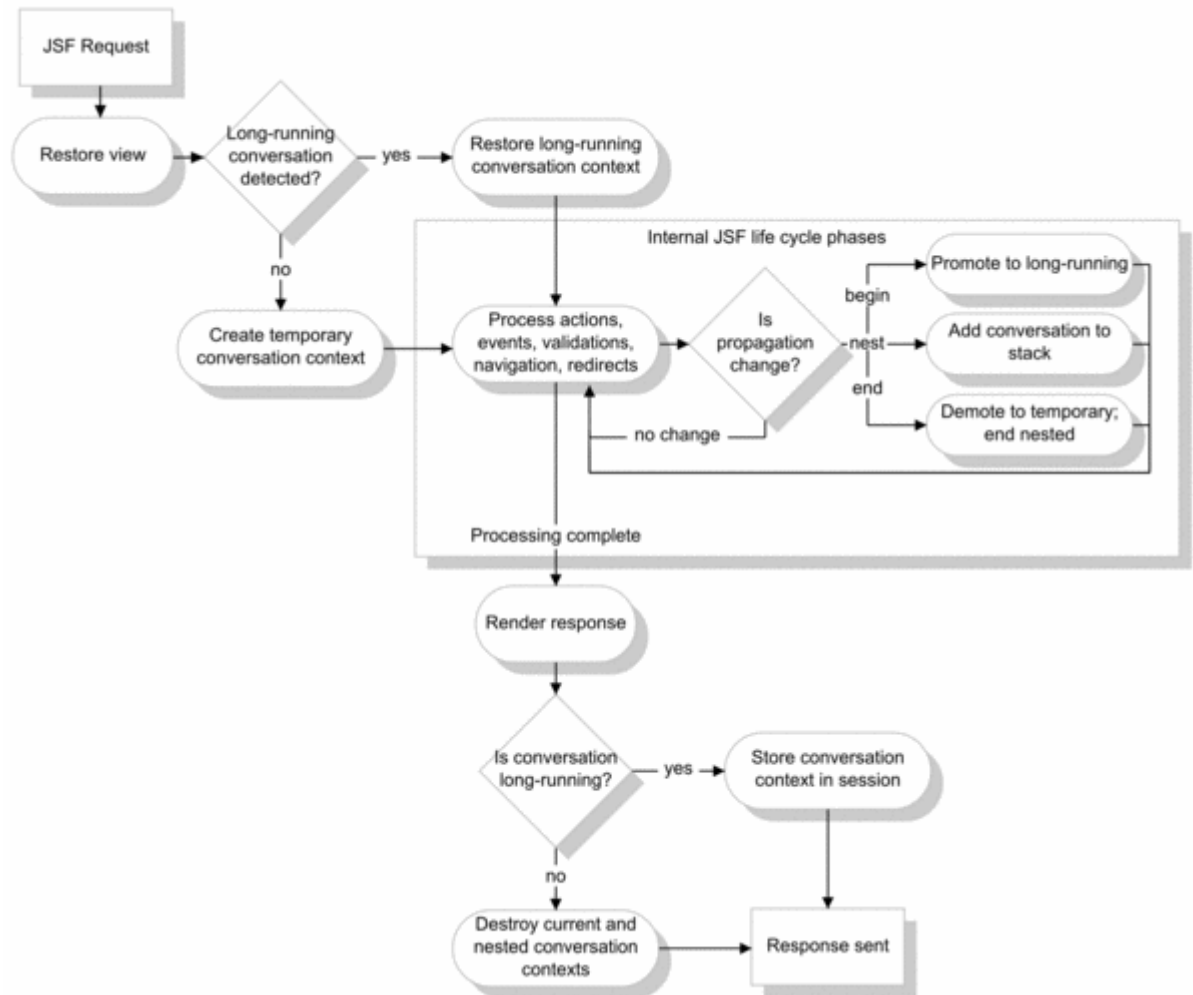 JSF Request
Restore view
Long-running
conversation
detected?
yes
Restore long-running
conversation context
no
Create temporary
conversation context
Internal JSF life cycle phases
Process actions,
events, validations,
navigation, redirects
Is
propagation
change?
begin
nest
end
Promote to long-running
Add conversation to
stack
Demote to temporary;
end nested
no change
Processing complete
Render response
Is conversation
long-running?
yes
Store conversation
context in session
no
Destroy current and
nested conversation
contexts
Response sent